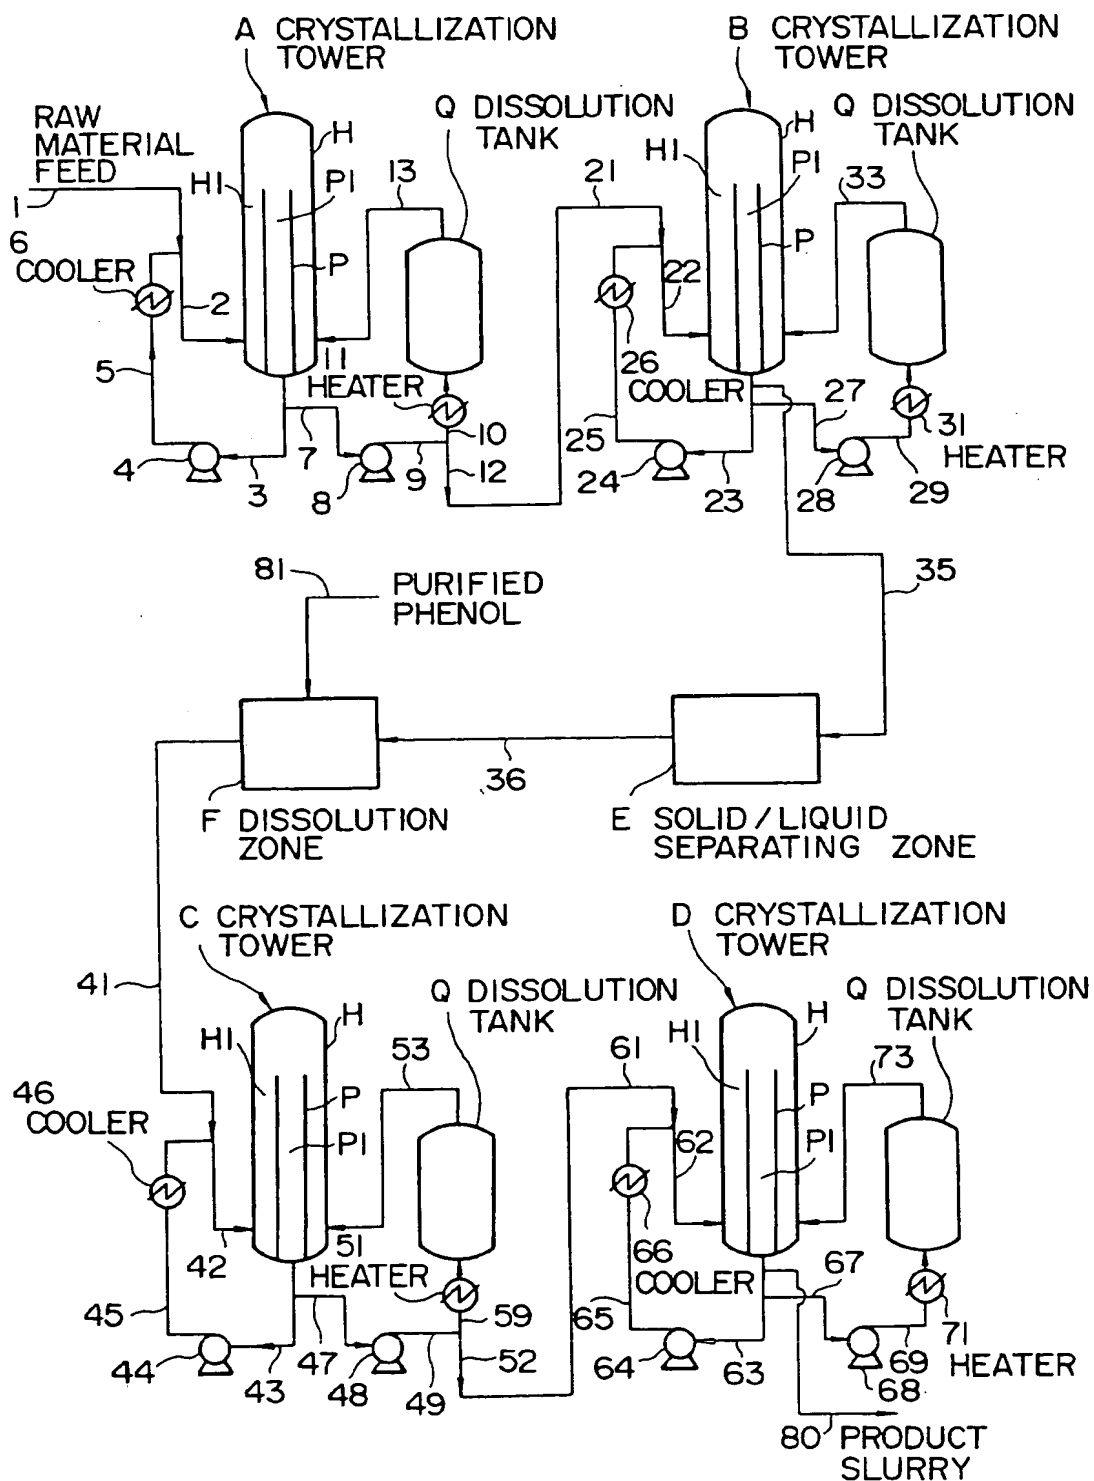 A CRYSTALLIZATION
TOWER
B CRYSTALLIZATION
TOWER
Q DISSOLUTION
TANK
Q DISSOLUTION
TANK
RAW
MATERIAL
FEED
H
H1
P1
13
P
1
6
COOLER
2
5
11
HEATER
10
4
3
7
8
9
12
21
H
H1
P1
33
P
22
26
COOLER
25
27
31
HEATER
24
23
28
29
81
PURIFIED
PHENOL
35
36
F DISSOLUTION
ZONE
E SOLID/LIQUID
SEPARATING ZONE
C CRYSTALLIZATION
TOWER
D CRYSTALLIZATION
TOWER
41
Q DISSOLUTION
TANK
Q DISSOLUTION
TANK
H
H1
53
P
P1
46
COOLER
42
51
HEATER
45
59
44
43
47
48
49
52
61
H
H1
73
P
P1
62
66
COOLER
67
65
64
63
68
69
71
HEATER
80 PRODUCT
SLURRY